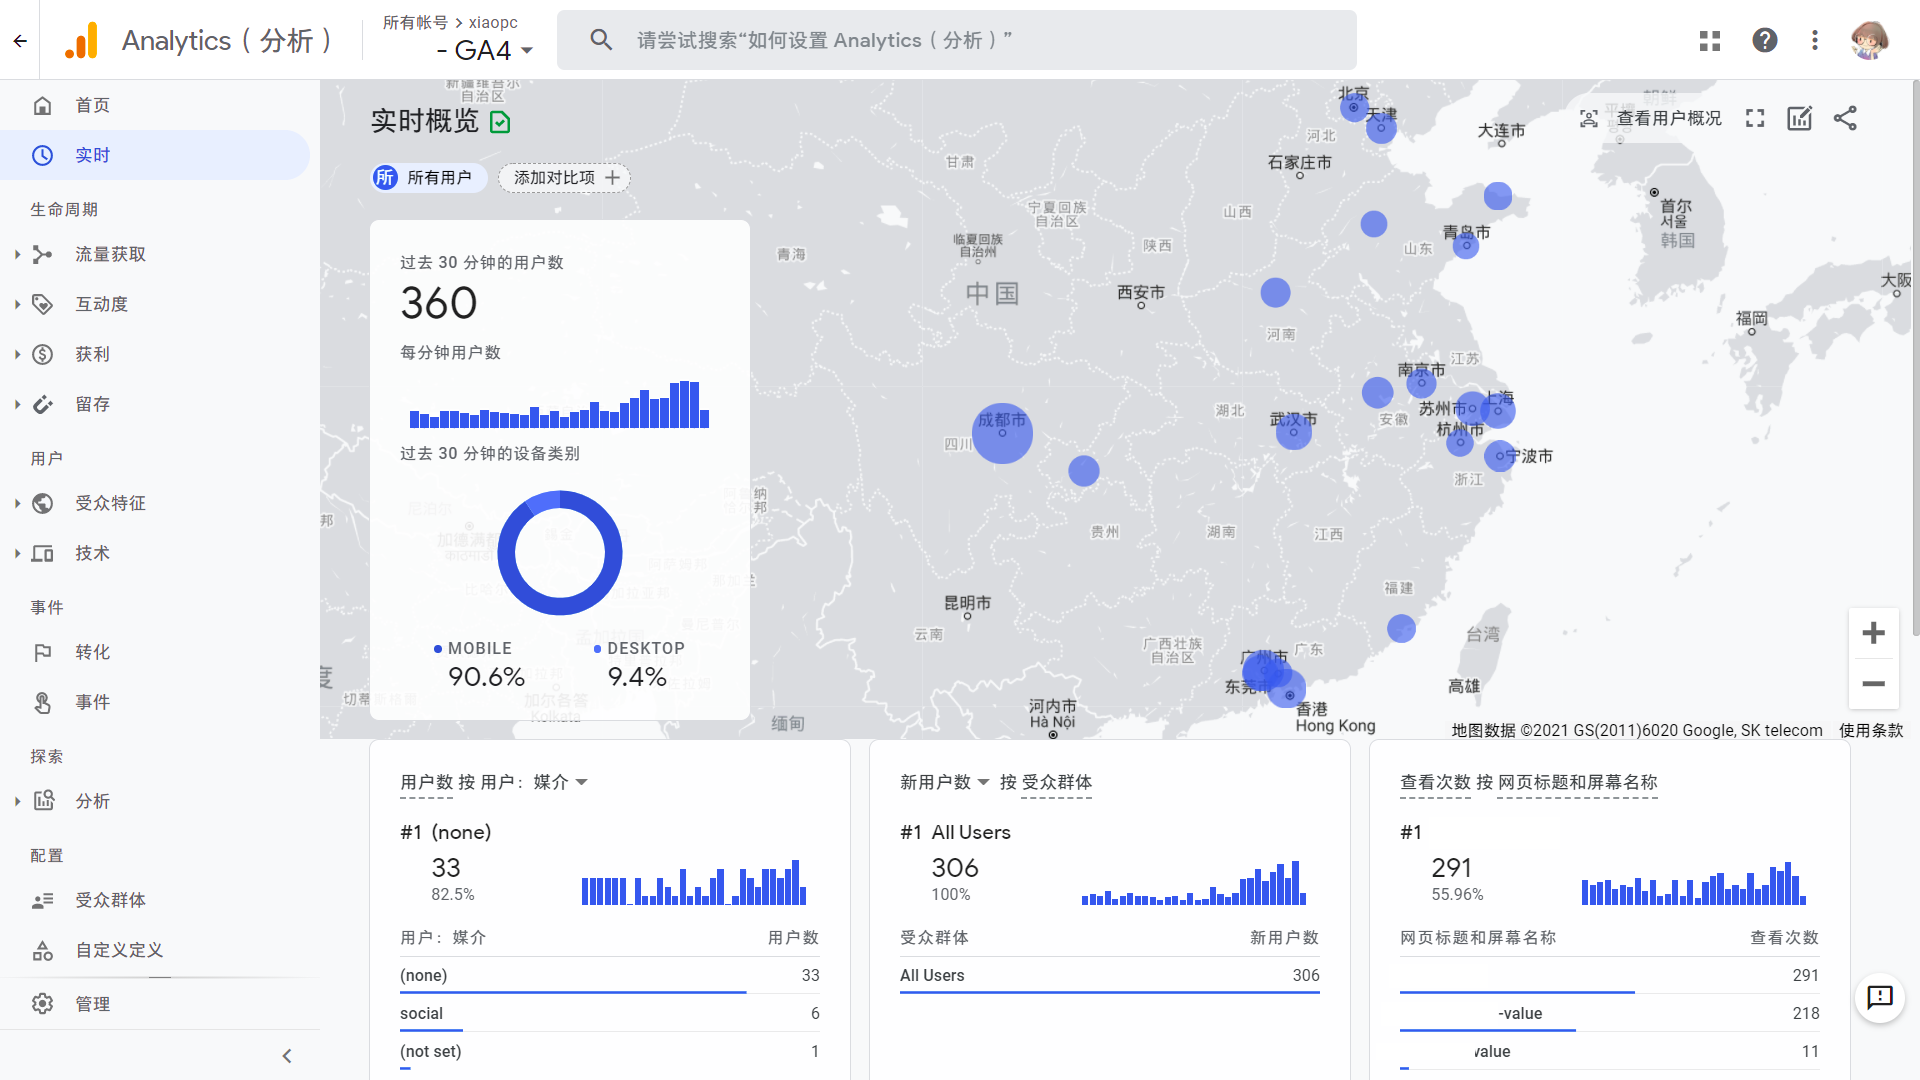 Analytics（分析）
所有帐号 > xiaopc
- GA4
请尝试搜索“如何设置 Analytics（分析）”
首页
实时
生命周期
流量获取
互动度
获利
留存
用户
受众特征
技术
事件
转化
事件
探索
分析
配置
受众群体
自定义定义
管理
实时概览
查看用户概况
所 所有用户
添加对比项
过去 30 分钟的用户数
360
每分钟用户数
过去 30 分钟的设备类别
MOBILE
90.6%
DESKTOP
9.4%
新疆维吾尔
自治区
北京
天津
河北
大连市
朝鲜
石家庄市
甘肃
宁夏回族
自治区
山西
首尔
서울
韩国
临夏回族
自治州
青海
陕西
山东
青岛市
中国
西安市
大阪
福冈
河南
江苏
南京市
成都市
四川
湖北
武汉市
安徽
苏州市
上海
杭州市
宁波市
浙江
贵州
湖南
江西
福建
昆明市
云南
广西壮族
自治区
广州市
广东
台湾
东莞市
高雄
香港
Hong Kong
河内市
Hà Nội
缅甸
加尔各答
Kolkata
地图数据 ©2021 GS(2011)6020 Google, SK telecom 使用条款
用户数 按 用户：媒介
#1 (none)
33
82.5%
用户：媒介 用户数
(none) 33
social 6
(not set) 1
新用户数 按 受众群体
#1 All Users
306
100%
受众群体 新用户数
All Users 306
查看次数 按 网页标题和屏幕名称
#1
291
55.96%
网页标题和屏幕名称 查看次数
291
-value 218
value 11